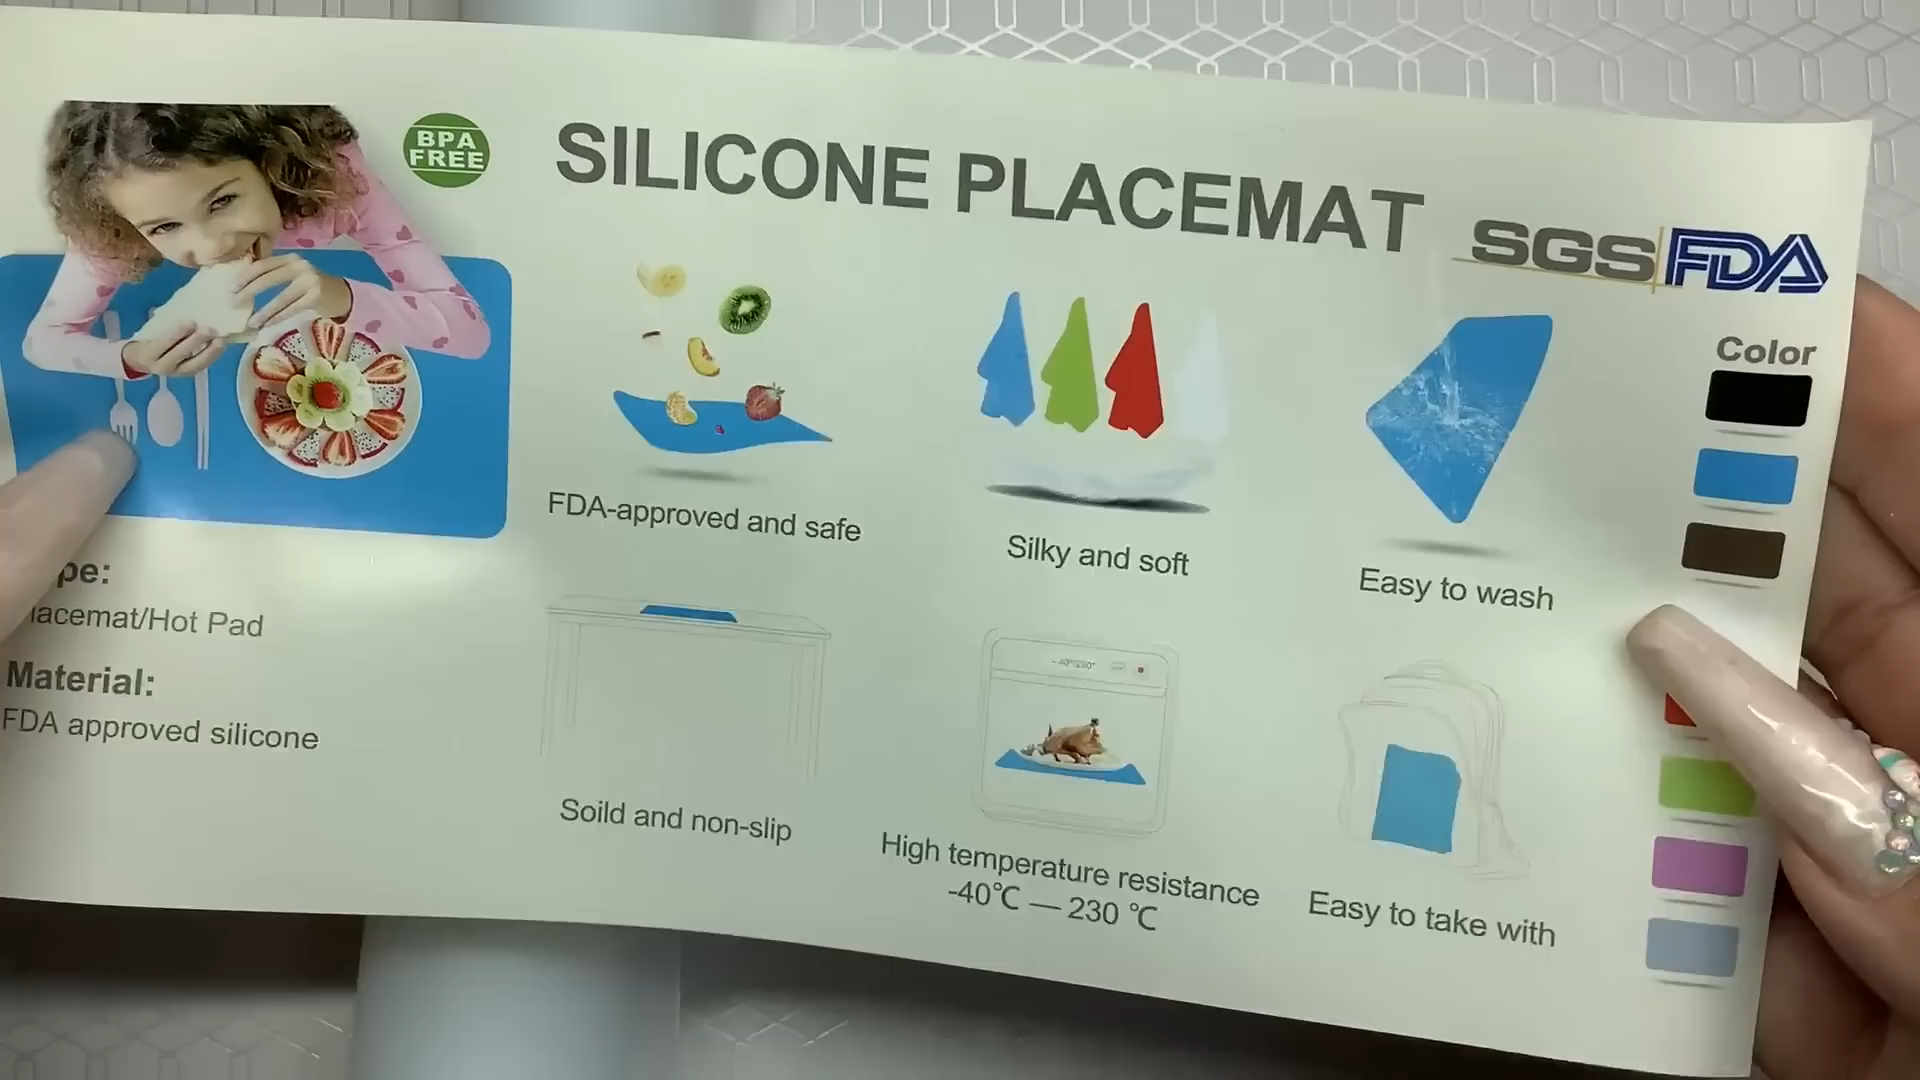 BPA
FREE
SILICONE PLACEMAT
SGS FDA
Color
FDA-approved and safe
Silky and soft
Easy to wash
pe:
lacemat/Hot Pad
Material:
FDA approved silicone
Soild and non-slip
High temperature resistance
-40℃ — 230 ℃
Easy to take with